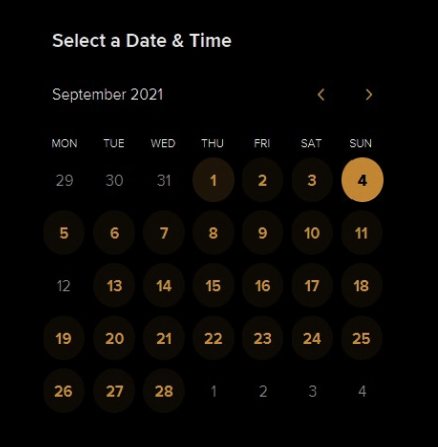 Select a Date & Time
September 2021
MON TUE WED THU FRI SAT SUN
29 30 31 1 2 3 4
5 6 7 8 9 10 11
12 13 14 15 16 17 18
19 20 21 22 23 24 25
26 27 28 1 2 3 4